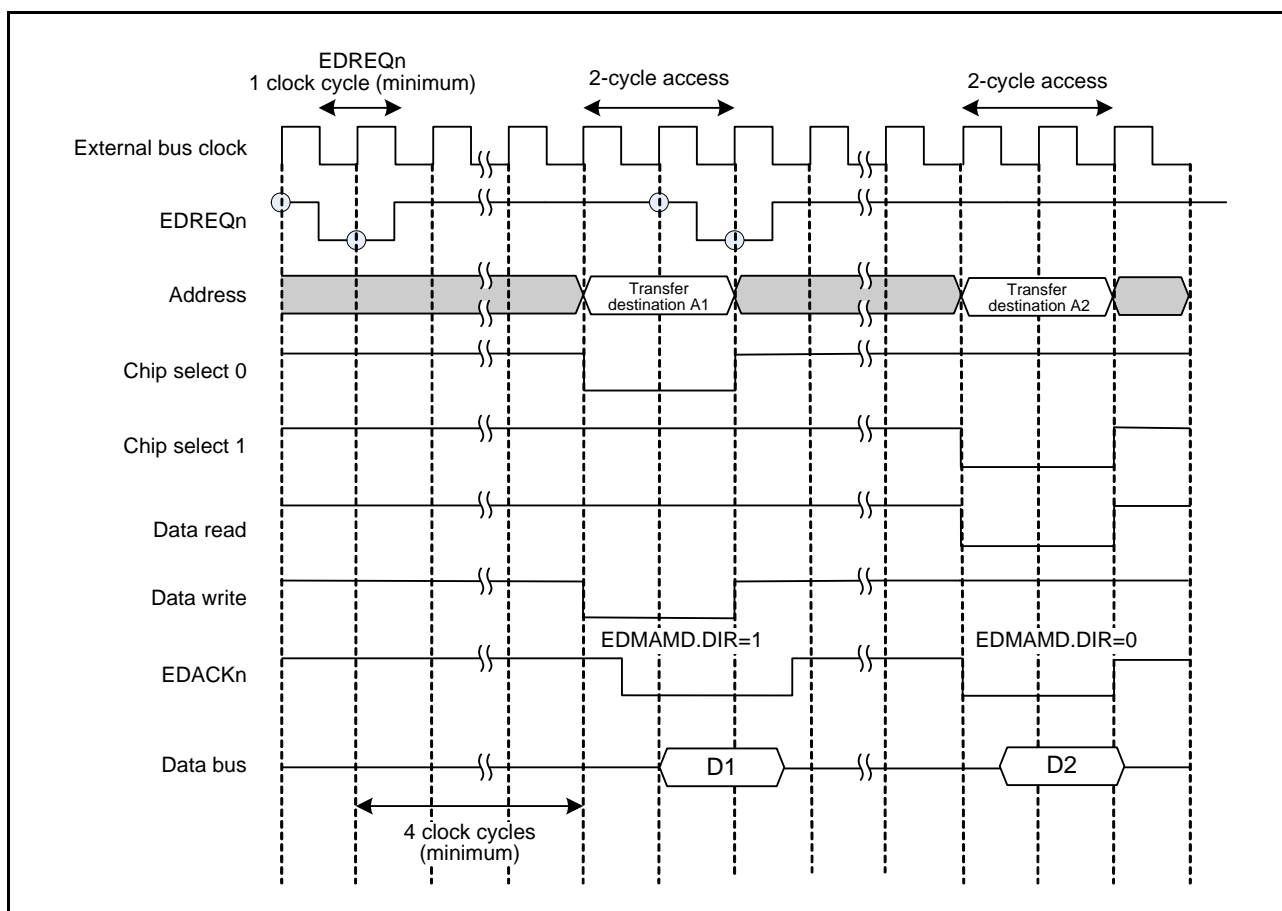 EDREQn
1 clock cycle (minimum)
2-cycle access
2-cycle access
External bus clock
EDREQn
Address
Transfer
destination A1
Transfer
destination A2
Chip select 0
Chip select 1
Data read
Data write
EDMAMD.DIR=1
EDMAMD.DIR=0
EDACKn
Data bus
D1
D2
4 clock cycles
(minimum)